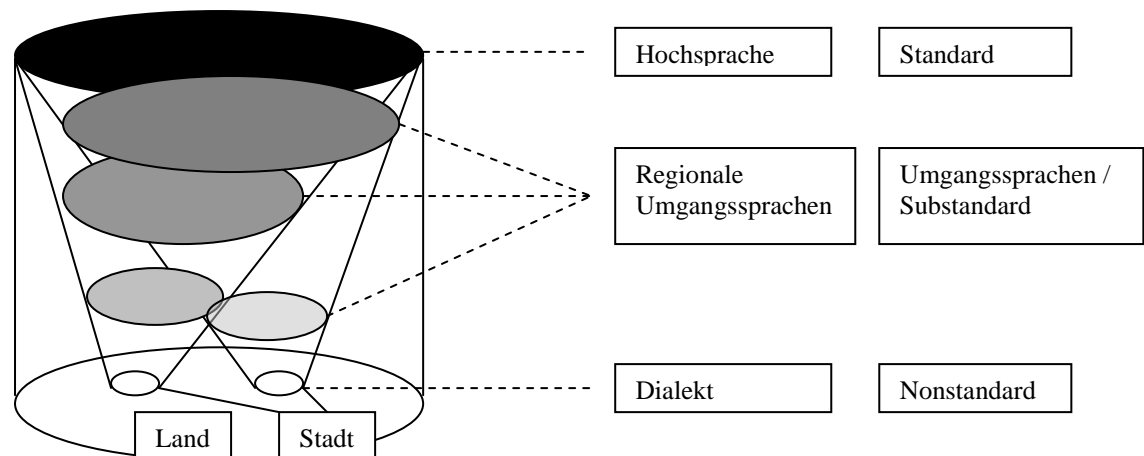 Hochsprache
Standard
Regionale
Umgangssprachen
Umgangssprachen /
Substandard
Dialekt
Nonstandard
Land
Stadt